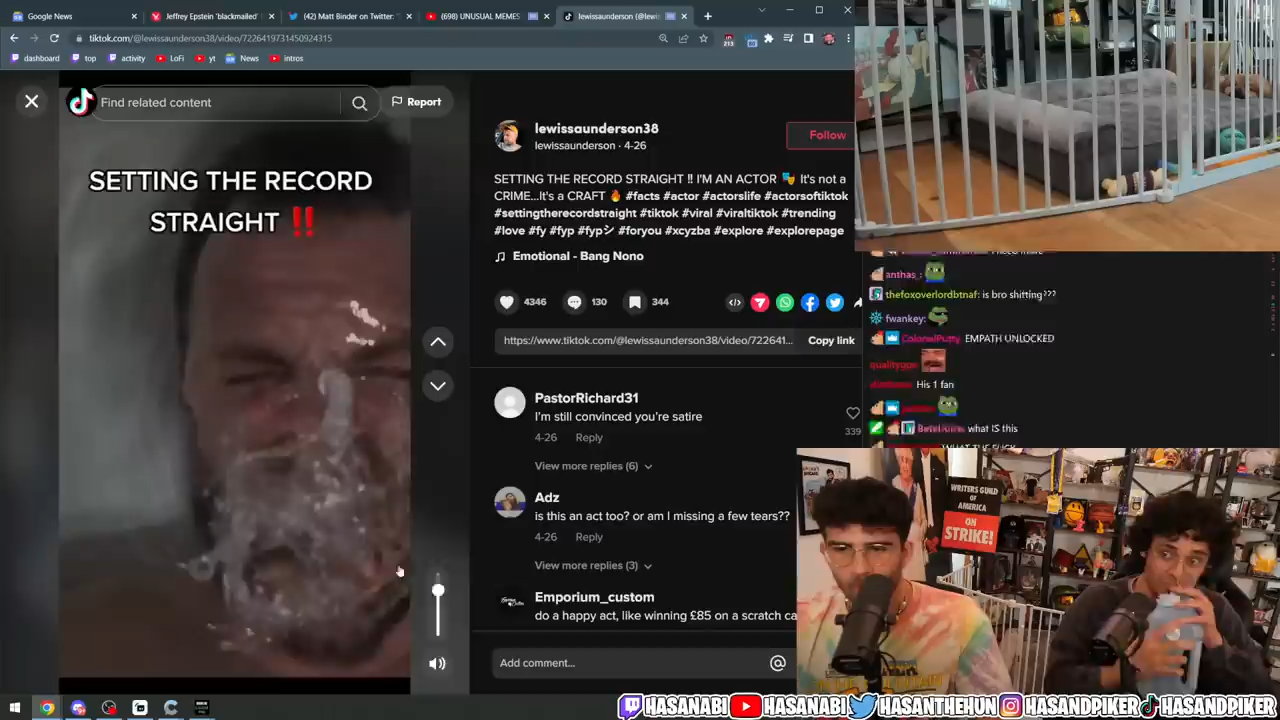 Google News
Jeffrey Epstein 'blackmailed'
(42) Matt Binder on Twitter:
(698) UNUSUAL MEMES
lewissaunderson (@lewi
tiktok.com/@lewissaunderson38/video/7226419731450924315
213
dashboard
top
activity
LoFi
yt
News
intros
Find related content
Report
SETTING THE RECORD
STRAIGHT ‼️
lewissaunderson38
lewissaunderson · 4-26
Follow
SETTING THE RECORD STRAIGHT ‼️ I'M AN ACTOR 🎭 It's not a
CRIME...It's a CRAFT 🔥 #facts #actor #actorslife #actorsoftiktok
#settingtherecordstraight #tiktok #viral #viraltiktok #trending
#love #fy #fyp #fypシ #foryou #xcyzba #explore #explorepage
♫ Emotional - Bang Nono
4346
130
344
https://www.tiktok.com/@lewissaunderson38/video/722641...
Copy link
PastorRichard31
I'm still convinced you're satire
4-26 Reply
339
View more replies (6)
Adz
is this an act too? or am I missing a few tears??
4-26 Reply
View more replies (3)
Emporium_custom
do a happy act, like winning £85 on a scratch ca
Add comment...
anthas_:
thefoxoverlordbtnaf: is bro shitting???
fwankey:
ColonelPutty: EMPATH UNLOCKED
His 1 fan
what IS this
WHAT THE FUCK
WRITERS GUILD
OF
AMERICA
ON
STRIKE!
HASANABI
HASANABI
HASANTHEHUN
HASANDPIKER
HASANDPIKER